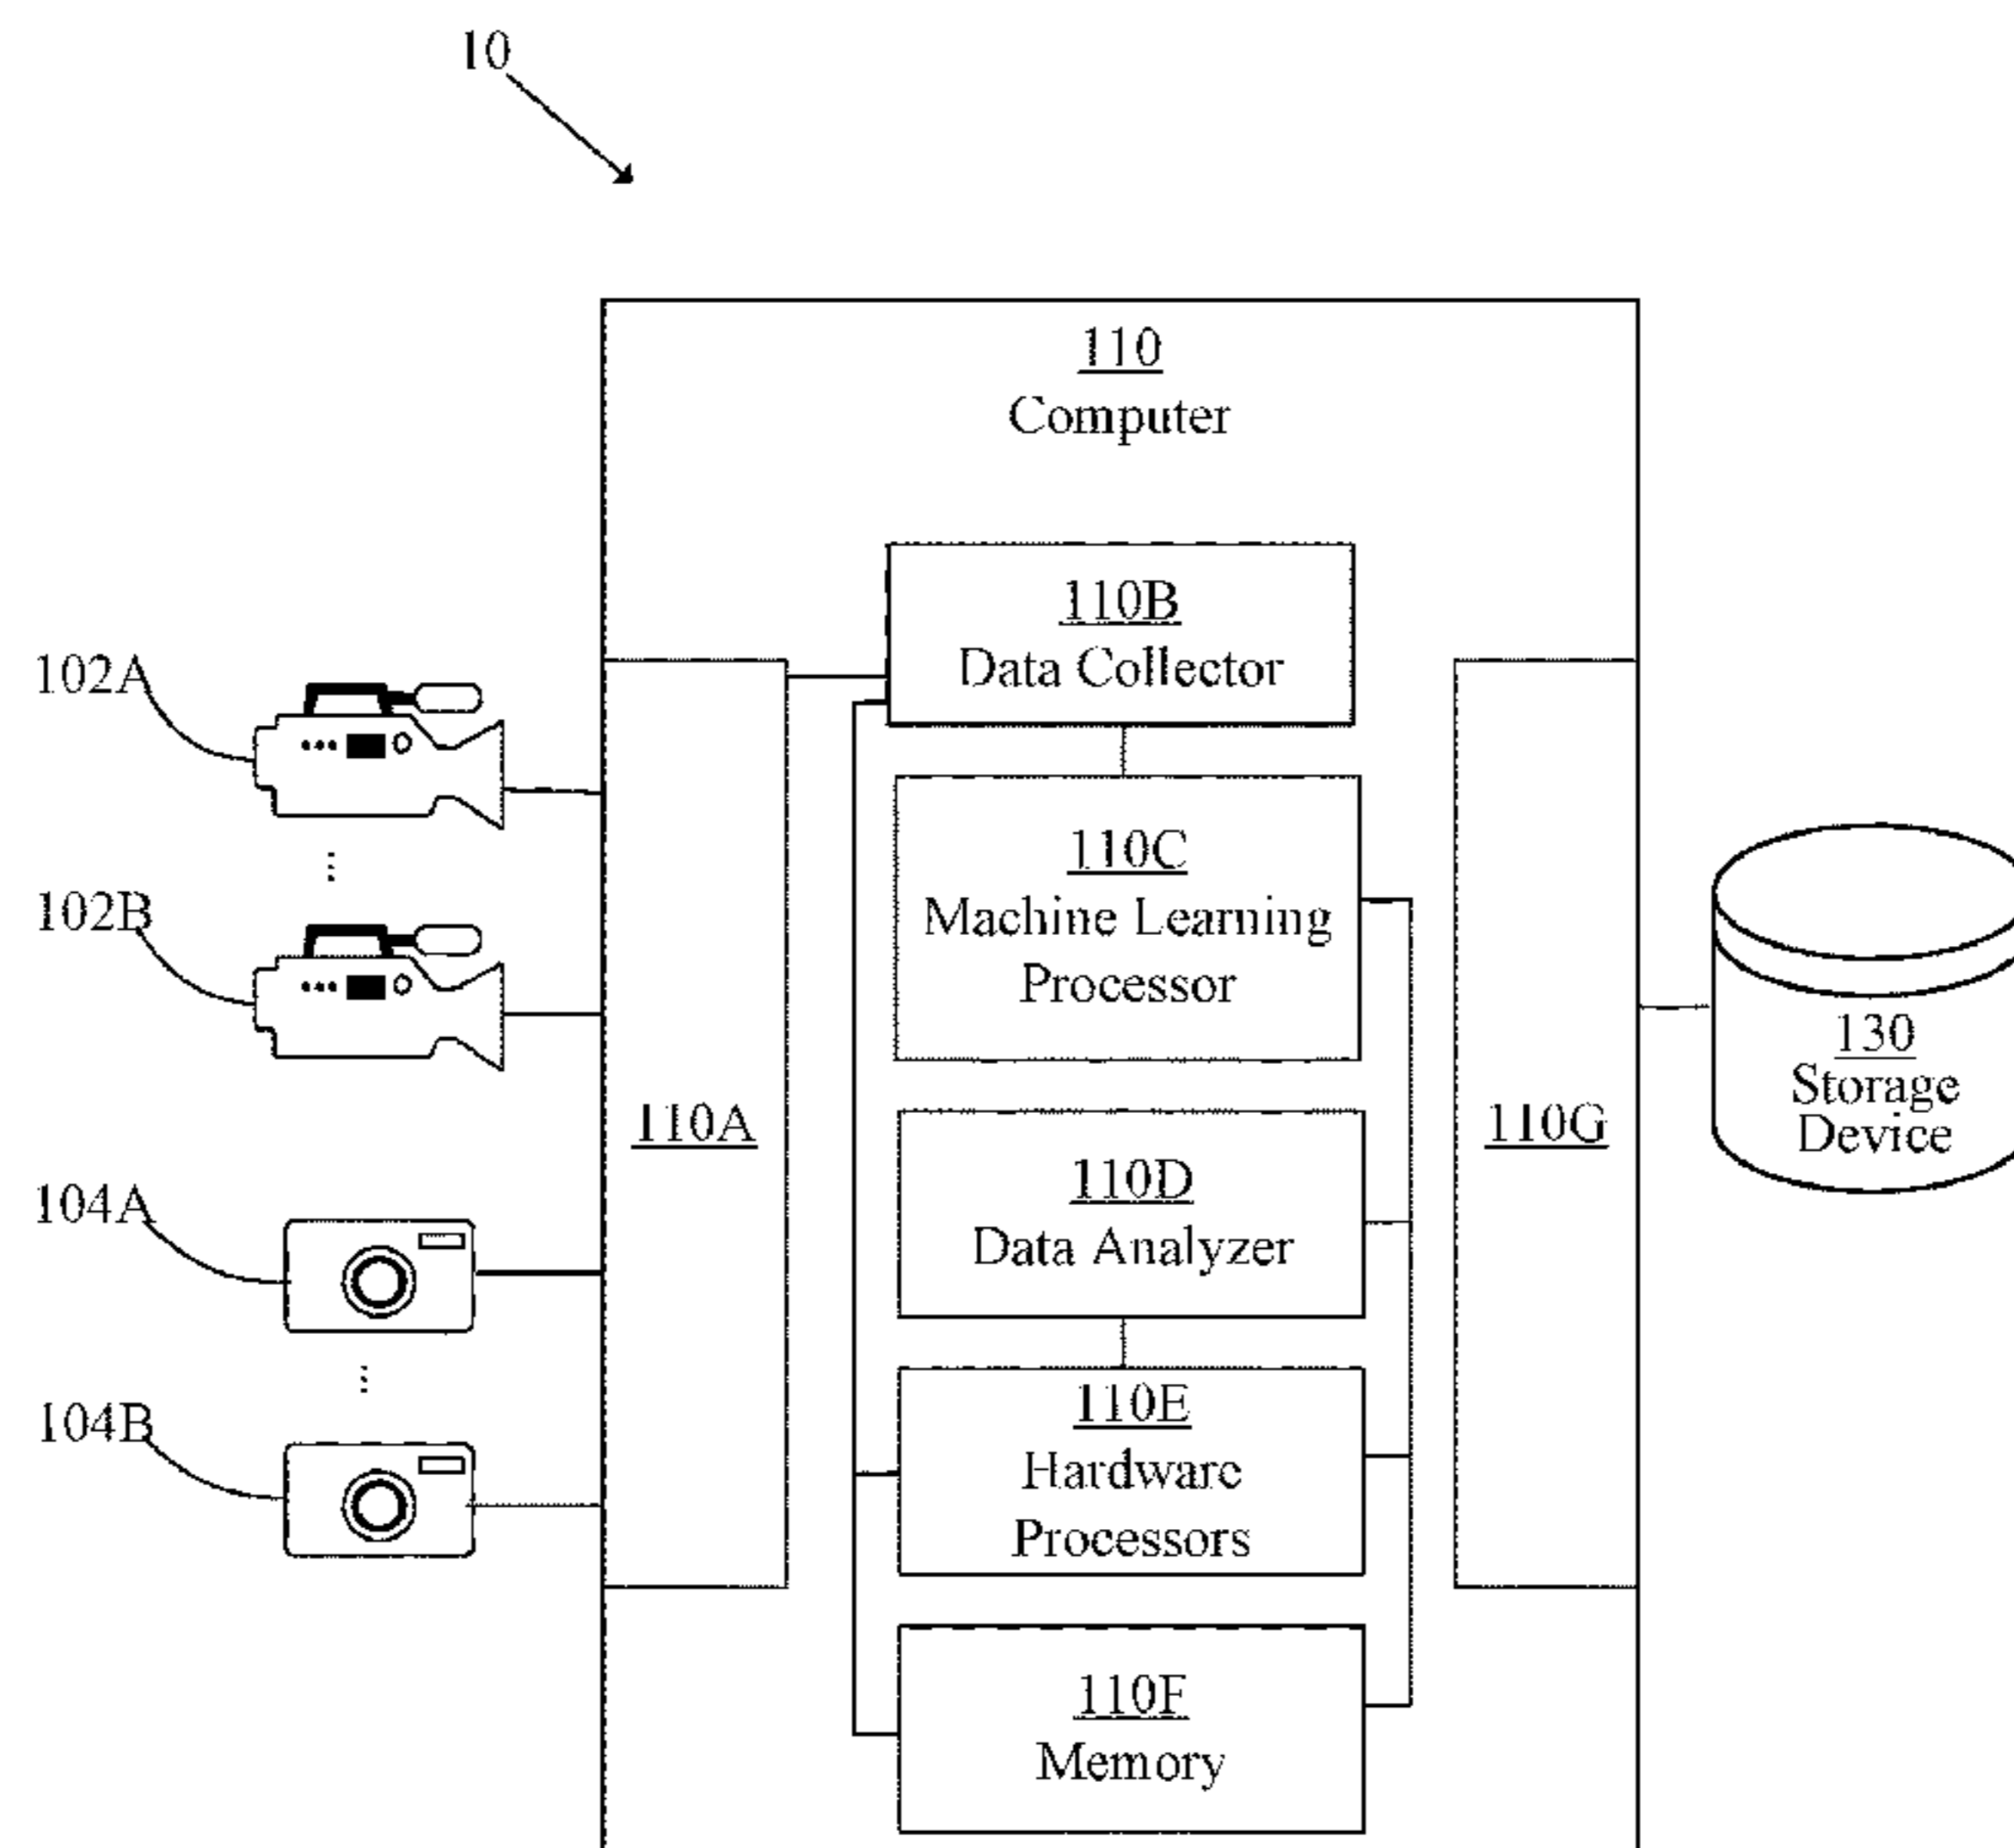 10
110
Computer
110B
Data Collector
102A
110C
Machine Learning
Processor
102B
130
Storage
Device
110A
110G
110D
Data Analyzer
104A
110E
Hardware
Processors
104B
110F
Memory